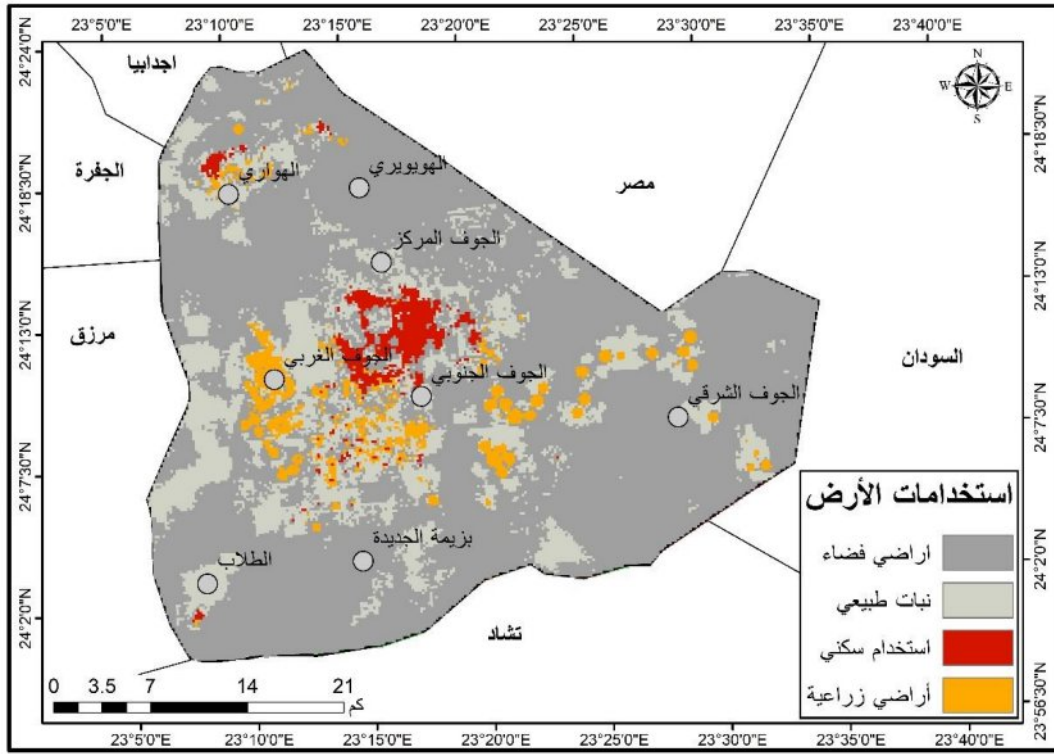 23°5'0"E 23°10'0"E 23°15'0"E 23°20'0"E 23°25'0"E 23°30'0"E 23°35'0"E 23°40'0"E
24°24'0"N
24°18'30"N
24°13'0"N
24°7'30"N
24°2'0"N
N
W E
S
اجدابيا
الجفرة
مرزق
مصر
السودان
تشاد
الهواري
الهويويري
الجوف المركز
الجوف الغربي
الجوف الجنوبي
الجوف الشرقي
بزيمة الجديدة
الطلاب
استخدامات الأرض
اراضي فضاء
نبات طبيعي
استخدام سكني
أراضي زراعية
0 3.5 7 14 21
كم
24°18'30"N
24°13'0"N
24°7'30"N
24°2'0"N
23°56'30"N
23°5'0"E 23°10'0"E 23°15'0"E 23°20'0"E 23°25'0"E 23°30'0"E 23°35'0"E 23°40'0"E